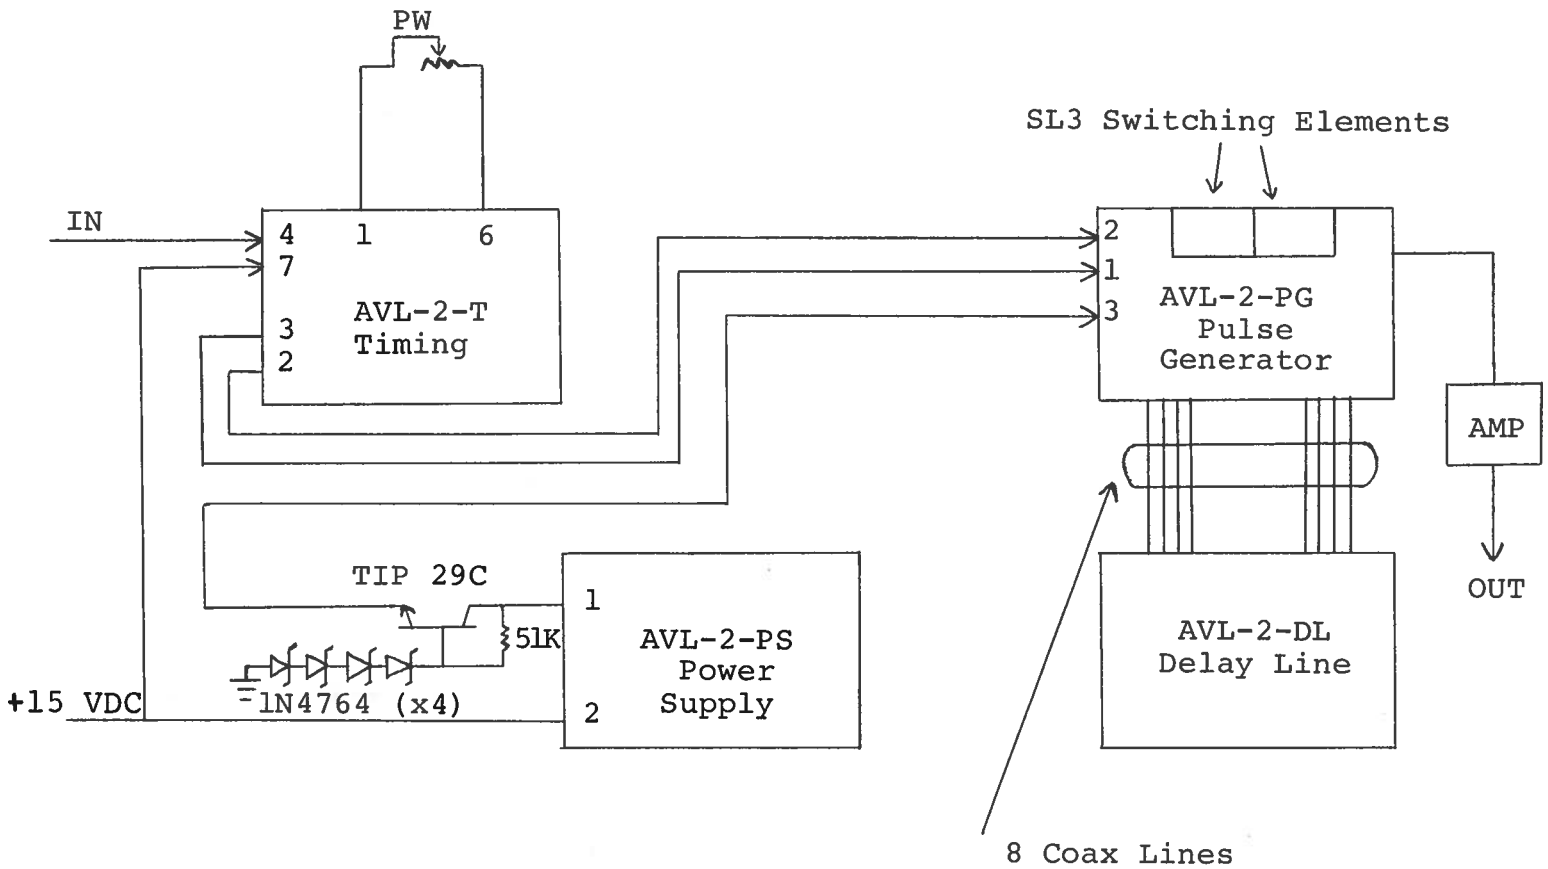 PW
SL3 Switching Elements
IN
4
1
6
7
AVL-2-T
Timing
3
2
2
1
3
AVL-2-PG
Pulse
Generator
AMP
OUT
TIP 29C
1
51K
AVL-2-PS
Power
Supply
2
1N4764 (x4)
+15 VDC
AVL-2-DL
Delay Line
8 Coax Lines